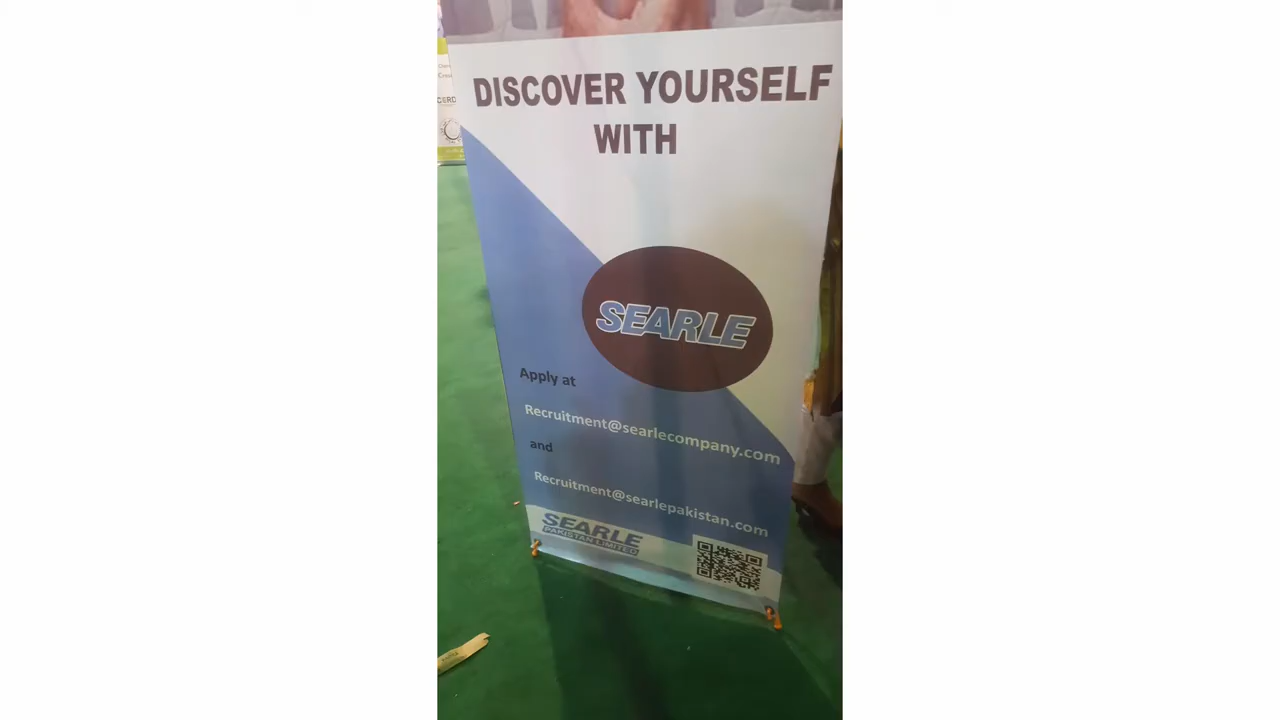 DISCOVER YOURSELF
WITH
SEARLE
Apply at
Recruitment@searlecompany.com
and
Recruitment@searlepakistan.com
SEARLE
PAKISTAN LIMITED